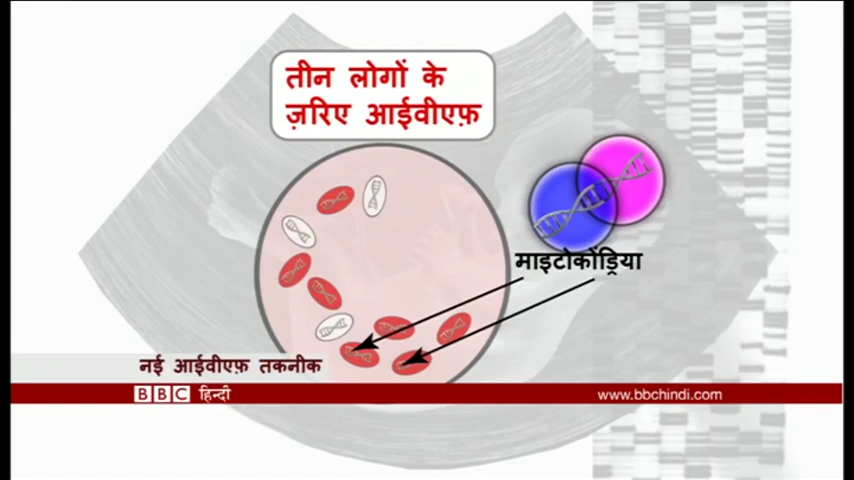 तीन लोगों के
ज़रिए आईवीएफ़
माइटोकोंड्रिया
नई आईवीएफ़ तकनीक
BBC हिन्दी
www.bbchindi.com